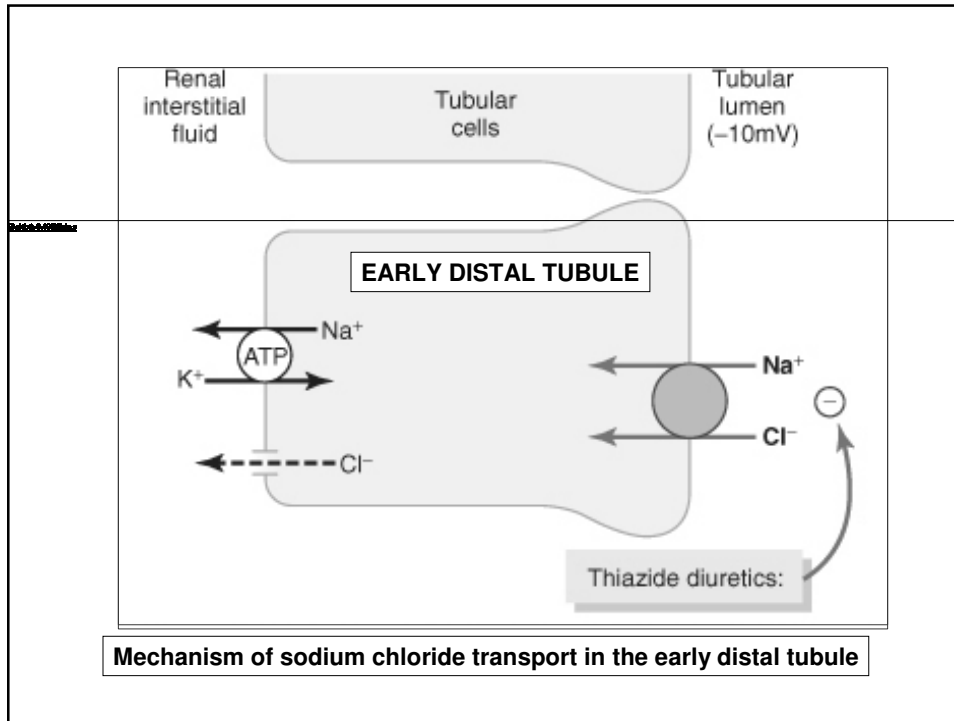 Renal
interstitial
fluid
Tubular
cells
Tubular
lumen
(–10mV)
EARLY DISTAL TUBULE
Na⁺
ATP
K⁺
Cl⁻
Na⁺
−
Cl⁻
Thiazide diuretics:
Mechanism of sodium chloride transport in the early distal tubule